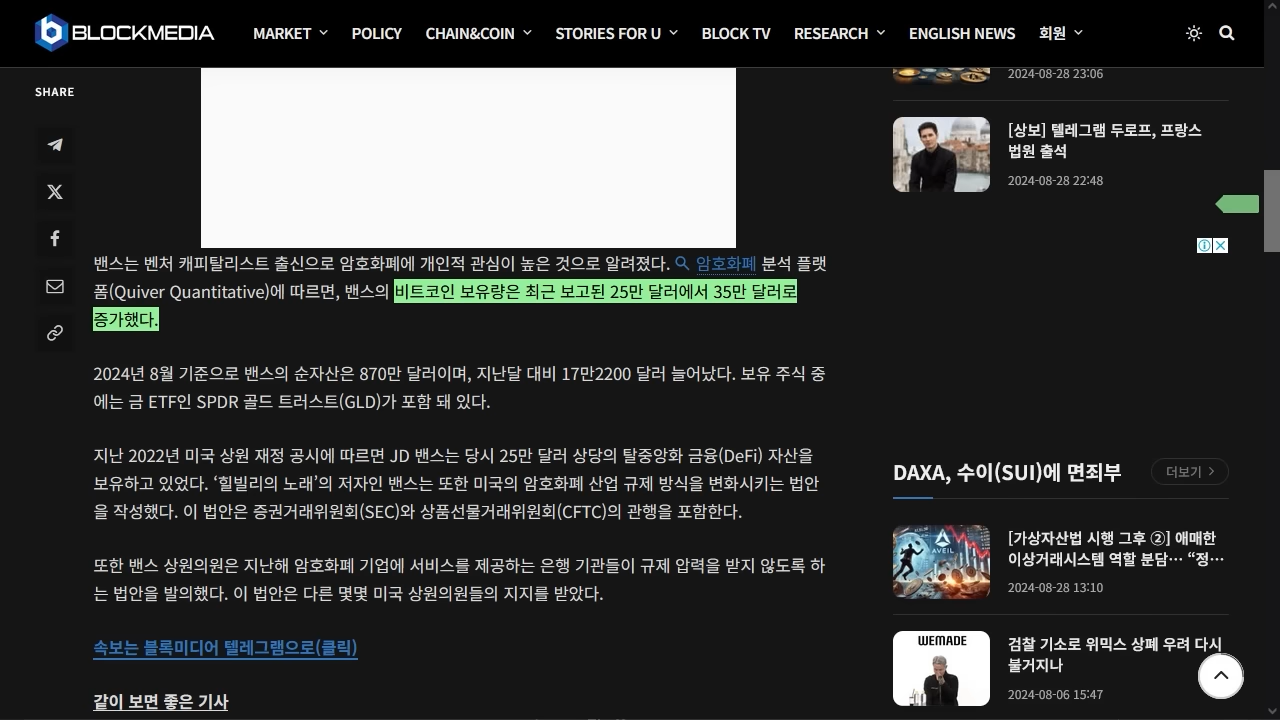 BLOCKMEDIA
MARKET
POLICY
CHAIN&COIN
STORIES FOR U
BLOCK TV
RESEARCH
ENGLISH NEWS
회원
SHARE
밴스는 벤처 캐피탈리스트 출신으로 암호화폐에 개인적 관심이 높은 것으로 알려졌다. 암호화폐 분석 플랫
폼(Quiver Quantitative)에 따르면, 밴스의 비트코인 보유량은 최근 보고된 25만 달러에서 35만 달러로
증가했다.
2024년 8월 기준으로 밴스의 순자산은 870만 달러이며, 지난달 대비 17만2200 달러 늘어났다. 보유 주식 중
에는 금 ETF인 SPDR 골드 트러스트(GLD)가 포함 돼 있다.
지난 2022년 미국 상원 재정 공시에 따르면 JD 밴스는 당시 25만 달러 상당의 탈중앙화 금융(DeFi) 자산을
보유하고 있었다. ‘힐빌리의 노래’의 저자인 밴스는 또한 미국의 암호화폐 산업 규제 방식을 변화시키는 법안
을 작성했다. 이 법안은 증권거래위원회(SEC)와 상품선물거래위원회(CFTC)의 관행을 포함한다.
또한 밴스 상원의원은 지난해 암호화폐 기업에 서비스를 제공하는 은행 기관들이 규제 압력을 받지 않도록 하
는 법안을 발의했다. 이 법안은 다른 몇몇 미국 상원의원들의 지지를 받았다.
속보는 블록미디어 텔레그램으로(클릭)
같이 보면 좋은 기사
2024-08-28 23:06
[상보] 텔레그램 두로프, 프랑스
법원 출석
2024-08-28 22:48
DAXA, 수이(SUI)에 면죄부
더보기
AVEIL
[가상자산법 시행 그후 ②] 애매한
이상거래시스템 역할 분담… “정…
2024-08-28 13:10
WEMADE
검찰 기소로 위믹스 상폐 우려 다시
불거지나
2024-08-06 15:47